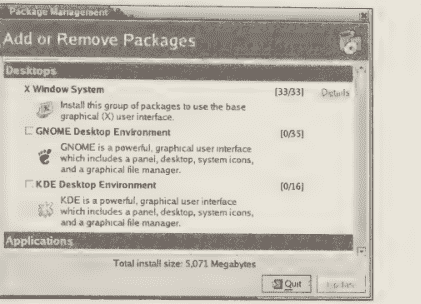 Package Management
Add or Remove Packages
Desktops
X Window System [33/33] Details
Install this group of packages to use the base
graphical (X) user interface.
GNOME Desktop Environment [0/35]
GNOME is a powerful, graphical user interface
which includes a panel, desktop, system icons,
and a graphical file manager.
KDE Desktop Environment [0/16]
KDE is a powerful, graphical user interface
which includes a panel, desktop, system icons,
and a graphical file manager.
Applications
Total install size: 5,071 Megabytes
Quit Update